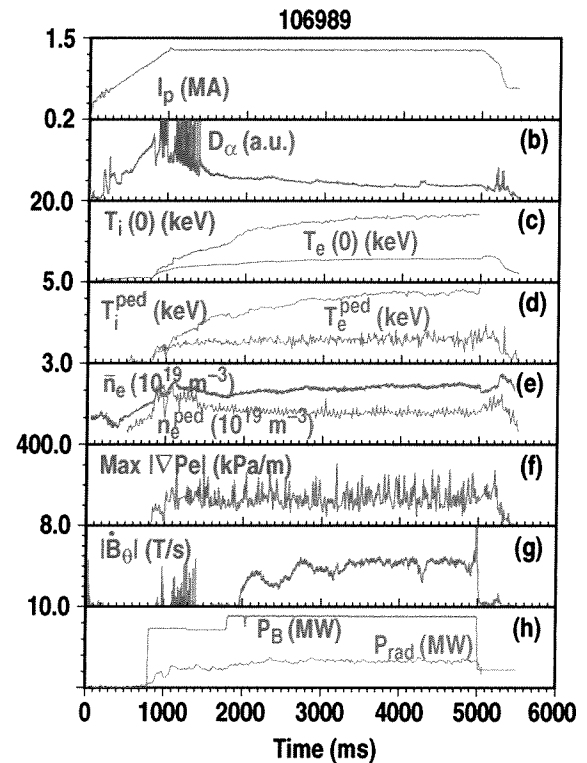 106989
1.5
I_p (MA)
0.2
(b)
D_α (a.u.)
20.0
T_i (0) (keV)
(c)
T_e (0) (keV)
5.0
T_i^ped (keV)
T_e^ped (keV)
(d)
3.0
n̄_e (10^19 m^−3)
(e)
n_e^ped (10^19 m^−3)
400.0
Max |∇Pe| (kPa/m)
(f)
8.0
|Ḃ_θ| (T/s)
(g)
10.0
P_B (MW)
P_rad (MW)
(h)
0 1000 2000 3000 4000 5000 6000
Time (ms)